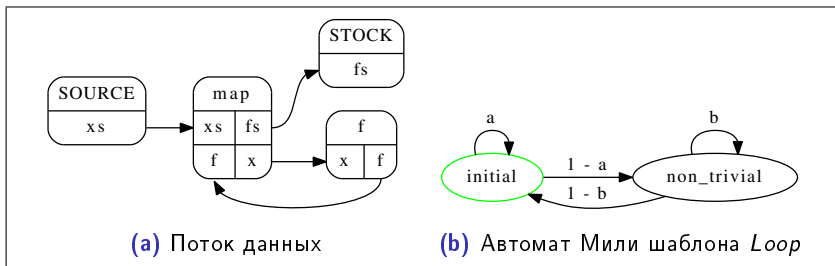 STOCK
fs
SOURCE
xs
map
xs fs
f x
f
x f
a
b
initial
1 - a
1 - b
non_trivial
(a) Поток данных
(b) Автомат Мили шаблона Loop